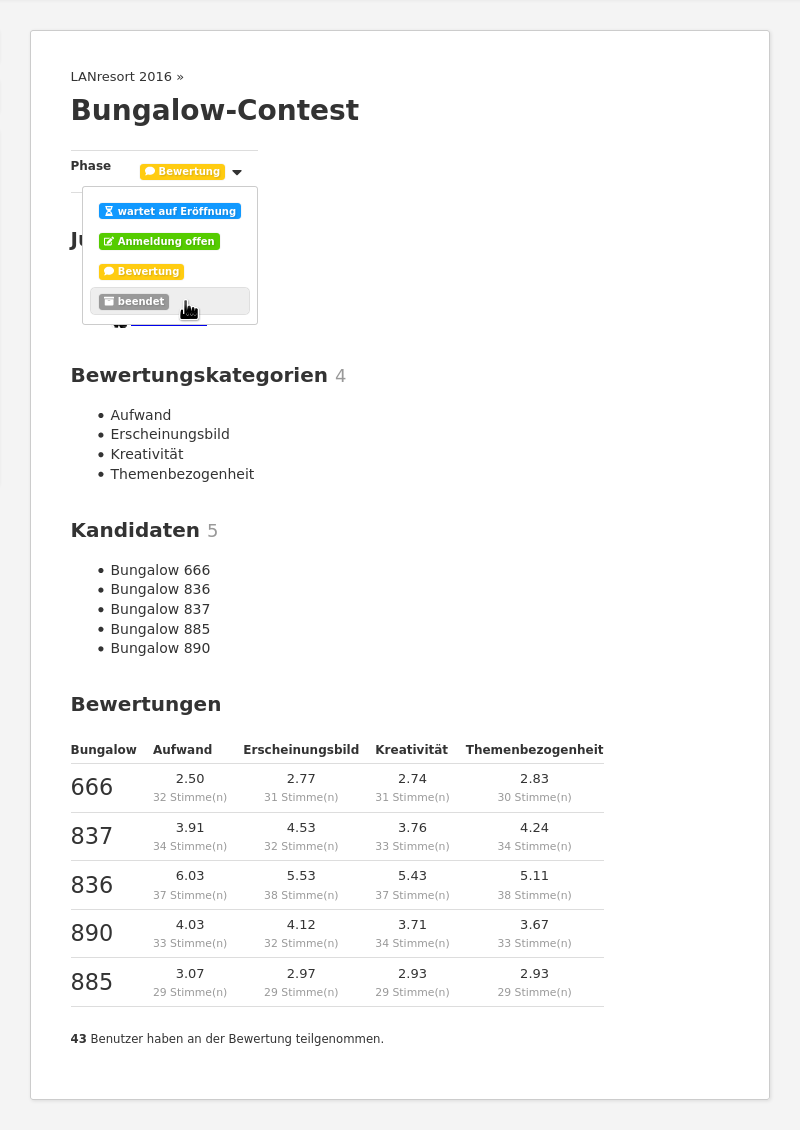 LANresort 2016 »
Bungalow-Contest
Phase Bewertung
wartet auf Eröffnung
Anmeldung offen
Bewertung
beendet
Bewertungskategorien 4
Aufwand
Erscheinungsbild
Kreativität
Themenbezogenheit
Kandidaten 5
Bungalow 666
Bungalow 836
Bungalow 837
Bungalow 885
Bungalow 890
Bewertungen
Bungalow Aufwand Erscheinungsbild Kreativität Themenbezogenheit
666 2.50 2.77 2.74 2.83
32 Stimme(n) 31 Stimme(n) 31 Stimme(n) 30 Stimme(n)
837 3.91 4.53 3.76 4.24
34 Stimme(n) 32 Stimme(n) 33 Stimme(n) 34 Stimme(n)
836 6.03 5.53 5.43 5.11
37 Stimme(n) 38 Stimme(n) 37 Stimme(n) 38 Stimme(n)
890 4.03 4.12 3.71 3.67
33 Stimme(n) 32 Stimme(n) 34 Stimme(n) 33 Stimme(n)
885 3.07 2.97 2.93 2.93
29 Stimme(n) 29 Stimme(n) 29 Stimme(n) 29 Stimme(n)
43 Benutzer haben an der Bewertung teilgenommen.